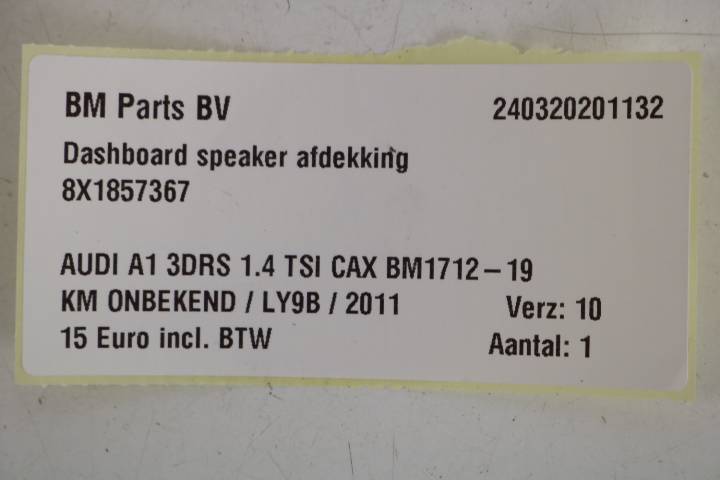 BM Parts BV 240320201132
Dashboard speaker afdekking
8X1857367
AUDI A1 3DRS 1.4 TSI CAX BM1712-19
KM ONBEKEND / LY9B / 2011 Verz: 10
15 Euro incl. BTW Aantal: 1